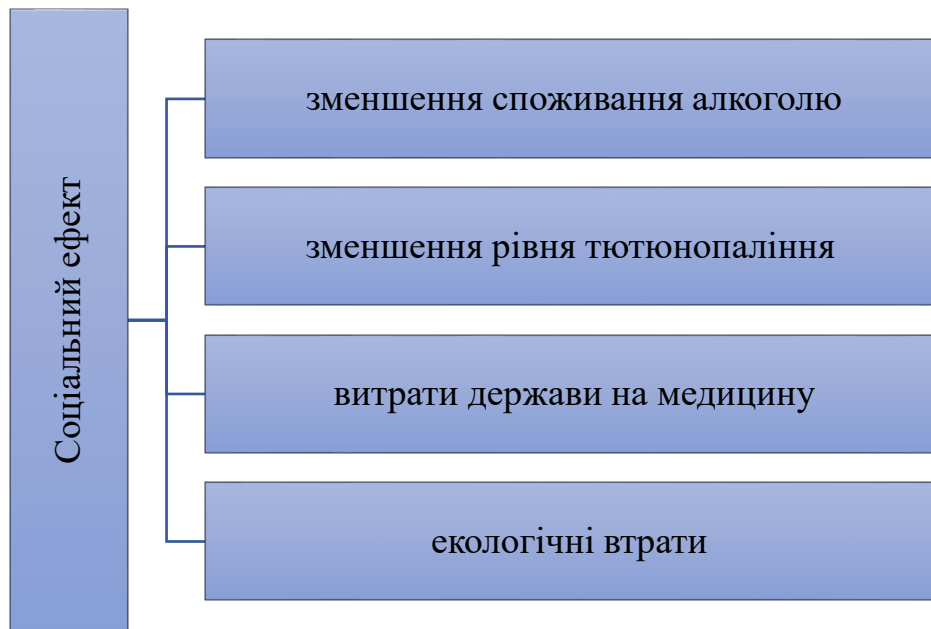 Соціальний ефект
зменшення споживання алкоголю
зменшення рівня тютюнопаління
витрати держави на медицину
екологічні втрати